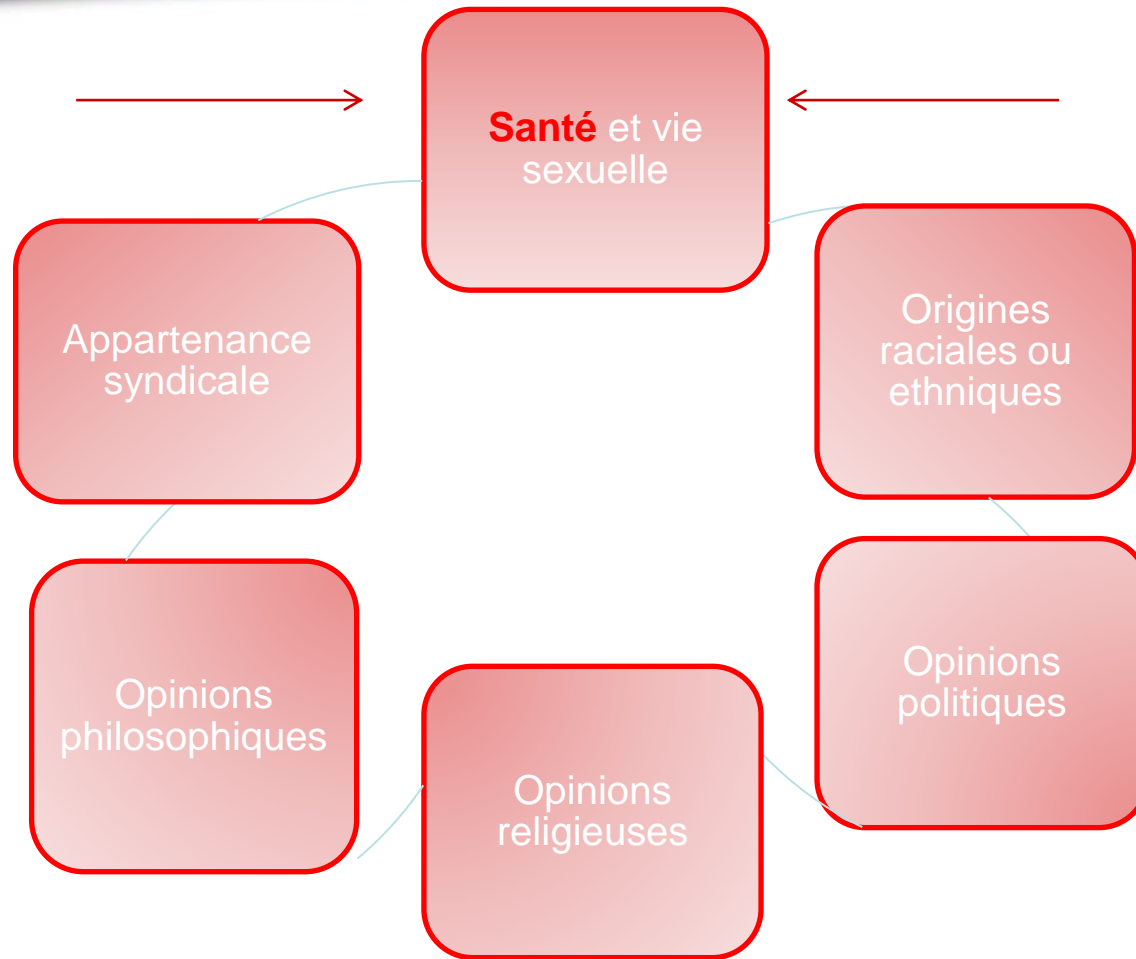 Santé et vie
sexuelle
Origines
raciales ou
ethniques
Opinions
politiques
Opinions
religieuses
Opinions
philosophiques
Appartenance
syndicale